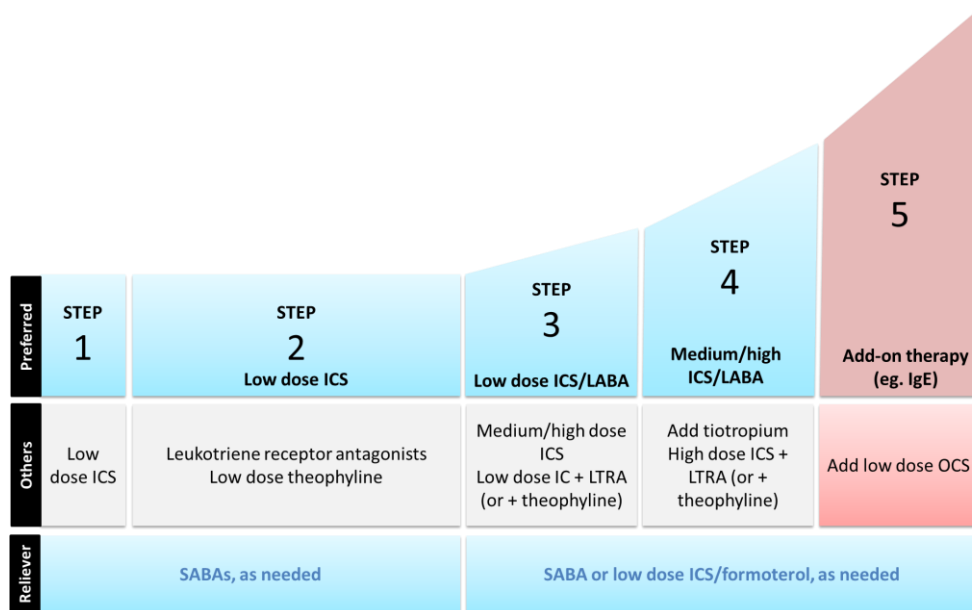 Preferred
STEP
1
STEP
2
Low dose ICS
STEP
3
Low dose ICS/LABA
STEP
4
Medium/high
ICS/LABA
STEP
5
Add-on therapy
(eg. IgE)
Others
Low
dose ICS
Leukotriene receptor antagonists
Low dose theophyline
Medium/high dose
ICS
Low dose IC + LTRA
(or + theophyline)
Add tiotropium
High dose ICS +
LTRA (or +
theophyline)
Add low dose OCS
Reliever
SABAs, as needed
SABA or low dose ICS/formoterol, as needed